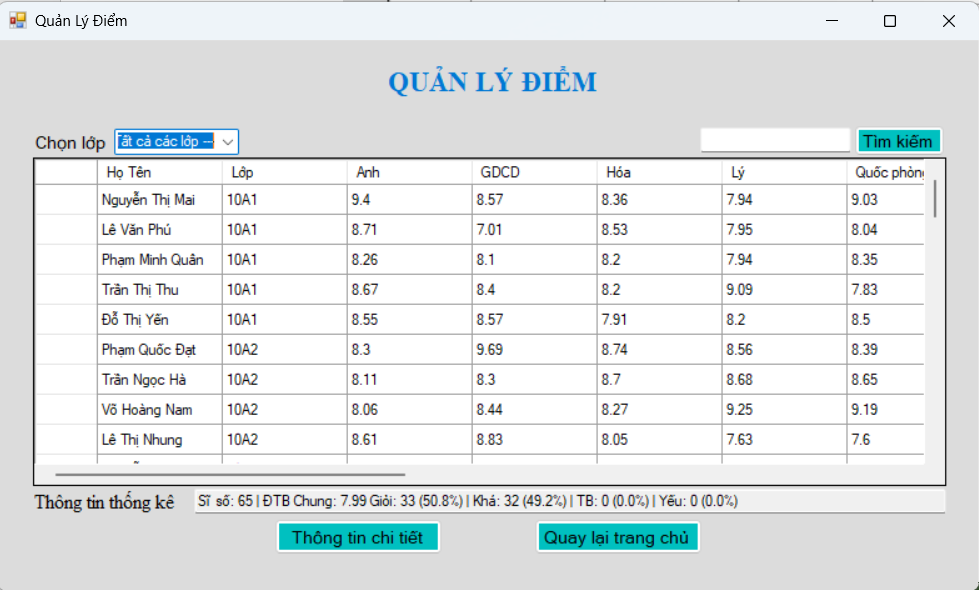 Quản Lý Điểm
QUẢN LÝ ĐIỂM
Chọn lớp Tất cả các lớp -- Tìm kiếm
Họ Tên Lớp Anh GDCD Hóa Lý Quốc phòng
Nguyễn Thị Mai 10A1 9.4 8.57 8.36 7.94 9.03
Lê Văn Phú 10A1 8.71 7.01 8.53 7.95 8.04
Phạm Minh Quân 10A1 8.26 8.1 8.2 7.94 8.35
Trần Thị Thu 10A1 8.67 8.4 8.2 9.09 7.83
Đỗ Thị Yến 10A1 8.55 8.57 7.91 8.2 8.5
Phạm Quốc Đạt 10A2 8.3 9.69 8.74 8.56 8.39
Trần Ngọc Hà 10A2 8.11 8.3 8.7 8.68 8.65
Võ Hoàng Nam 10A2 8.06 8.44 8.27 9.25 9.19
Lê Thị Nhung 10A2 8.61 8.83 8.05 7.63 7.6
Thông tin thống kê Sĩ số: 65 | ĐTB Chung: 7.99 Giỏi: 33 (50.8%) | Khá: 32 (49.2%) | TB: 0 (0.0%) | Yếu: 0 (0.0%)
Thông tin chi tiết Quay lại trang chủ